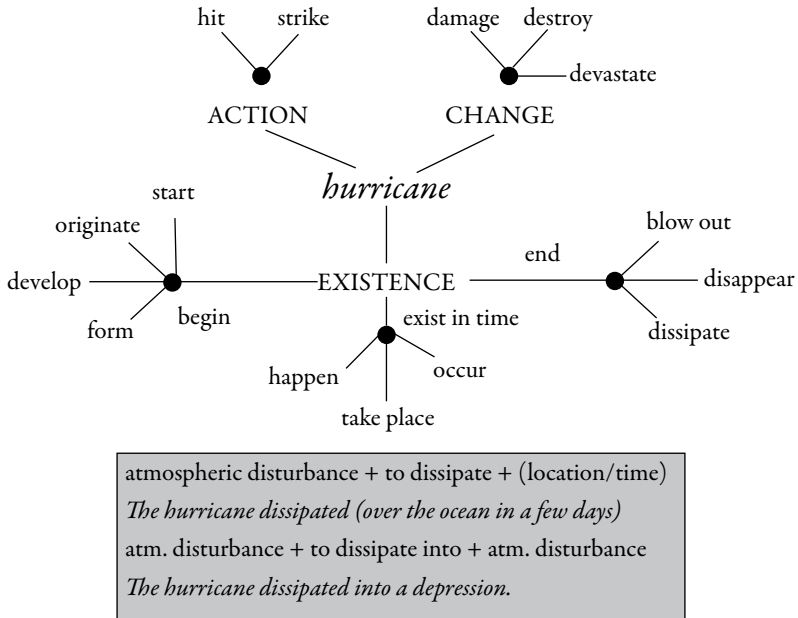 hit
strike
damage
destroy
devastate
ACTION
CHANGE
hurricane
start
originate
develop
form
begin
EXISTENCE
end
blow out
disappear
dissipate
exist in time
happen
occur
take place
atmospheric disturbance + to dissipate + (location/time)
The hurricane dissipated (over the ocean in a few days)
atm. disturbance + to dissipate into + atm. disturbance
The hurricane dissipated into a depression.